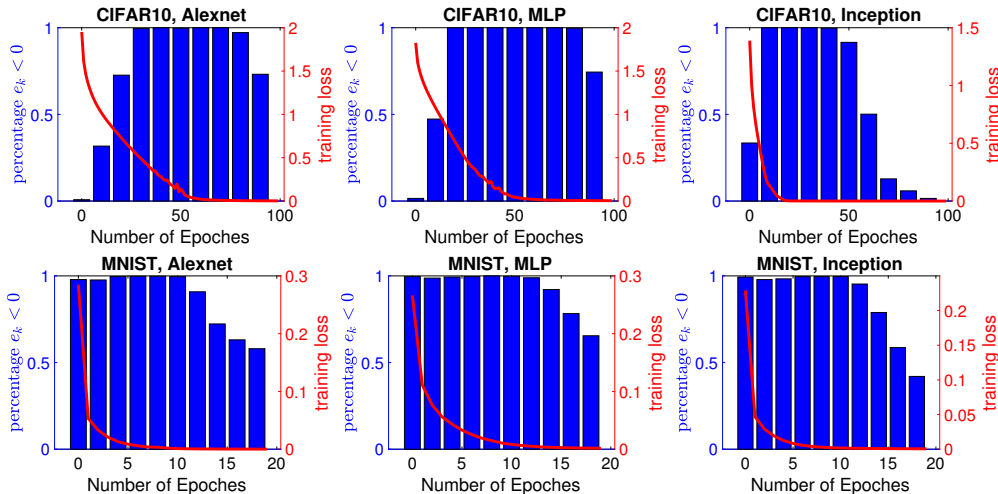 CIFAR10, Alexnet
1
0.5
0
percentage e_k < 0
2
1.5
1
0.5
0
training loss
0 50 100
Number of Epoches
CIFAR10, MLP
1
0.5
0
percentage e_k < 0
2
1.5
1
0.5
0
training loss
0 50 100
Number of Epoches
CIFAR10, Inception
1
0.5
0
percentage e_k < 0
1.5
1
0.5
0
training loss
0 50 100
Number of Epoches
MNIST, Alexnet
1
0.5
0
percentage e_k < 0
0.3
0.2
0.1
0
training loss
0 5 10 15 20
Number of Epoches
MNIST, MLP
1
0.5
0
percentage e_k < 0
0.3
0.2
0.1
0
training loss
0 5 10 15 20
Number of Epoches
MNIST, Inception
1
0.5
0
percentage e_k < 0
0.2
0.15
0.1
0.05
0
training loss
0 5 10 15 20
Number of Epoches